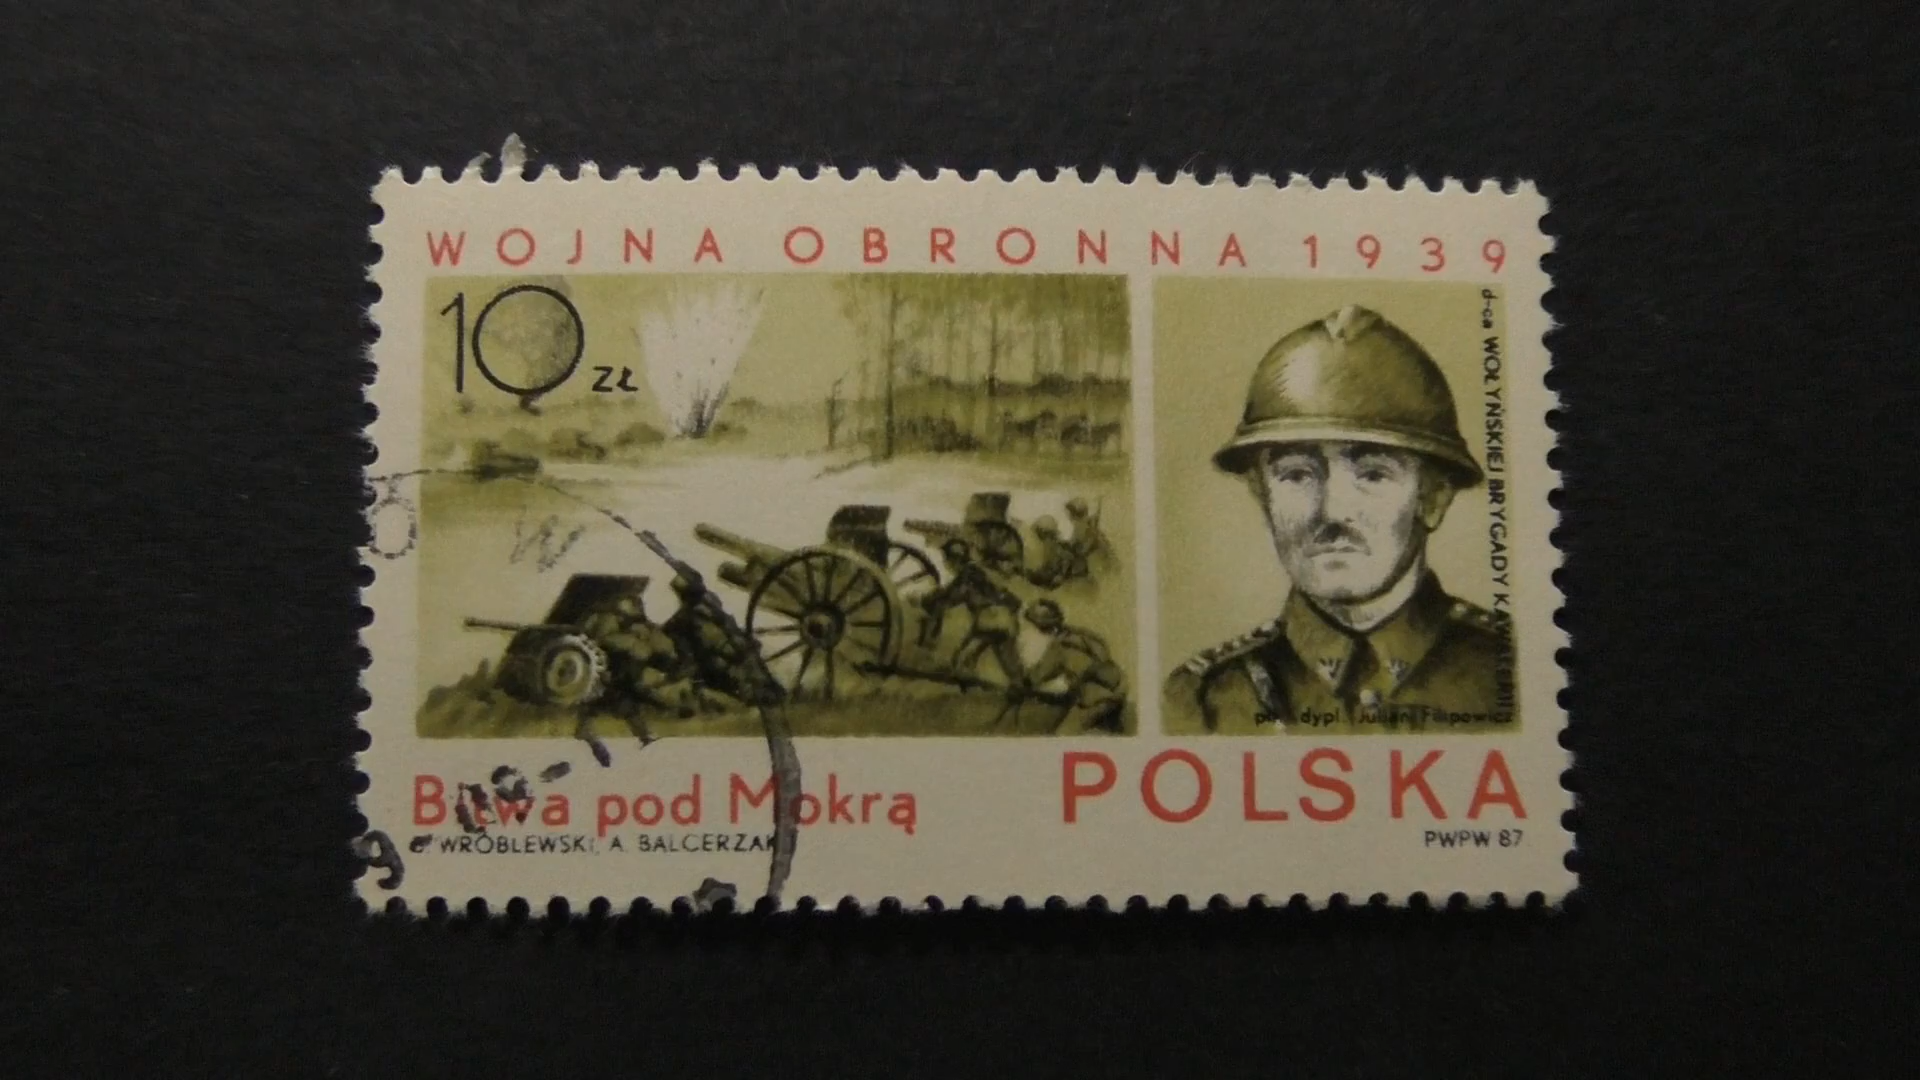 WOJNA OBRONNA 1939
10 ZŁ
d-ca WOŁYŃSKIEJ BRYGADY KAWALERII
płk dypl. Julian Filipowicz
Bitwa pod Mokrą
POLSKA
WRÓBLEWSKI, A. BALCERZAK
PWPW 87